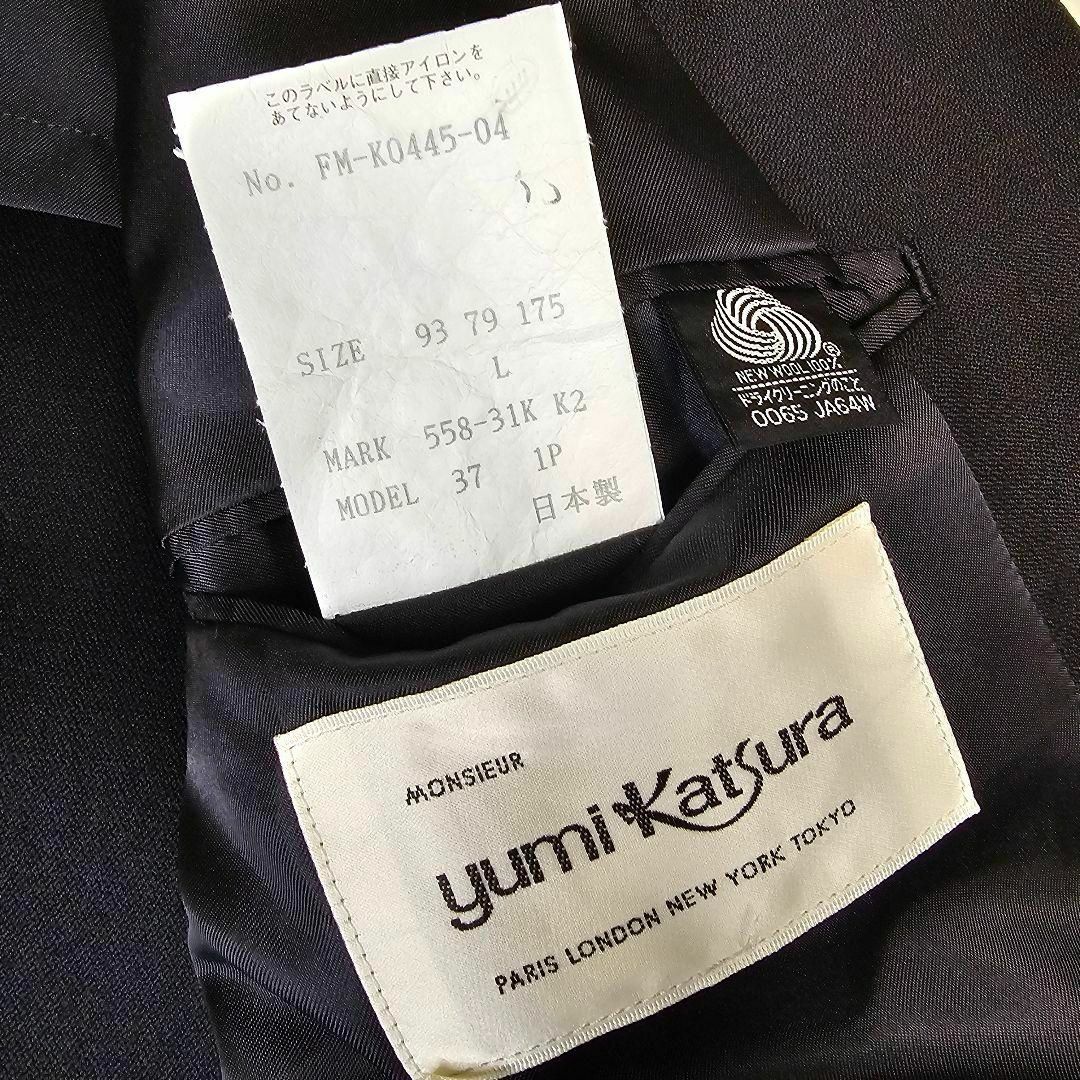 このラベルに直接アイロンを
あてないようにして下さい。
No. FM-K0445-04
SIZE 93 79 175
L
MARK 558-31K K2
MODEL 37 1P
日本製
NEW WOOL 100%
ドライクリーニングのこと
0065 JA64W
MONSIEUR
yumi Katsura
PARIS LONDON NEW YORK TOKYO